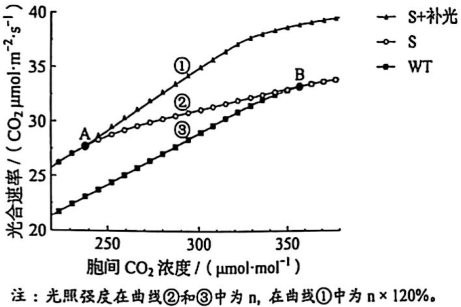 40
35
30
25
20
光合速率/(CO₂ μmol·m⁻²·s⁻¹)
A
B
①
②
③
S+补光
S
WT
250
300
350
胞间CO₂浓度/(μmol·mol⁻¹)
注：光照强度在曲线②和③中为n，在曲线①中为n×120%。